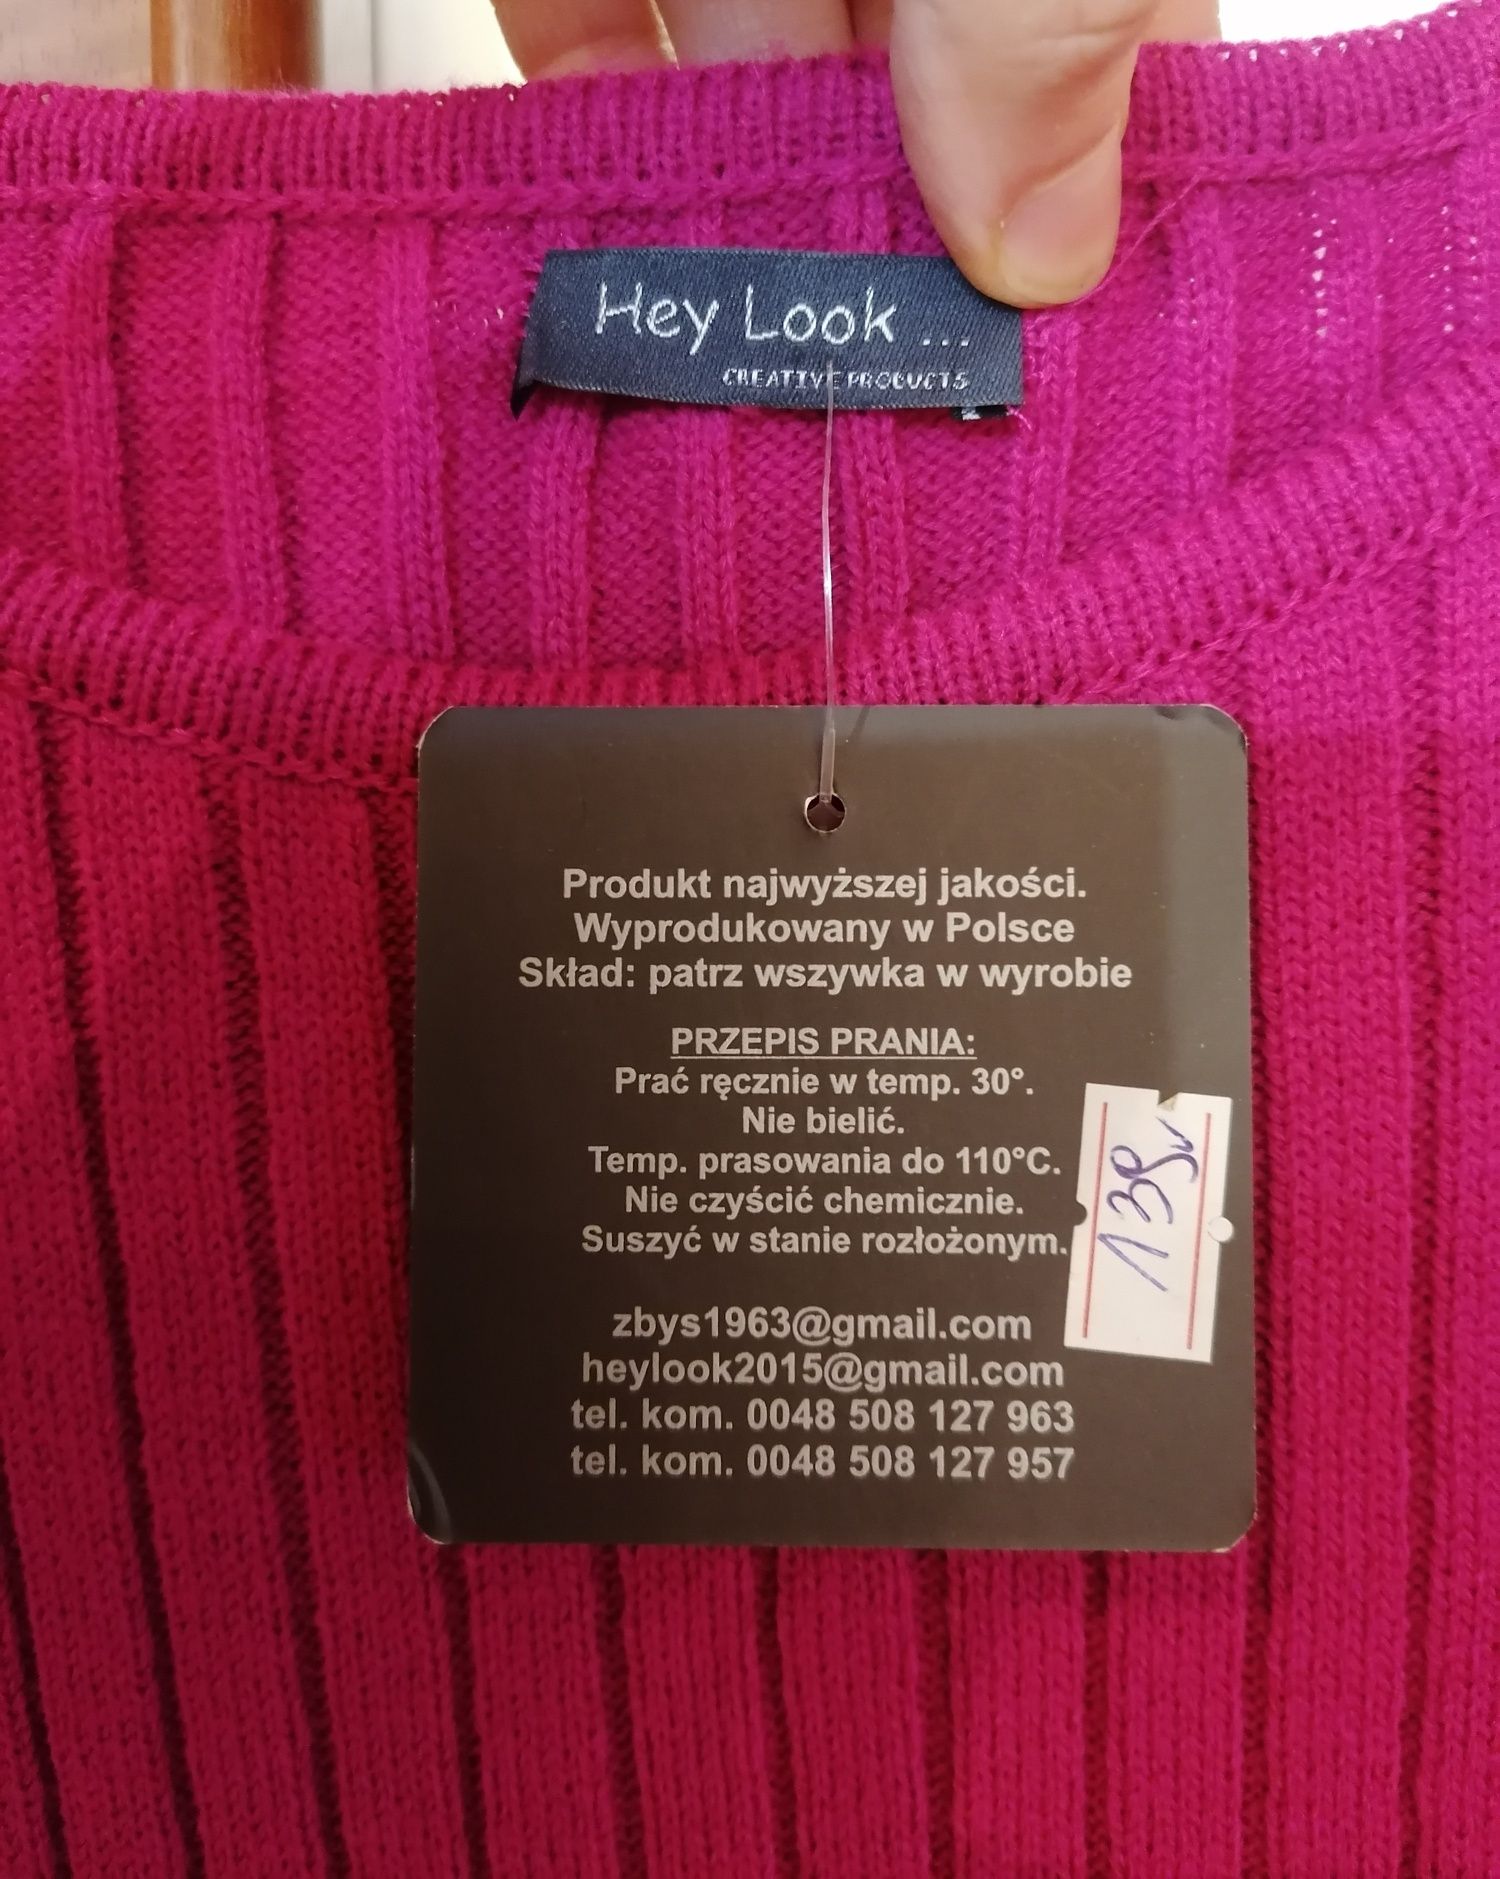 Hey Look ...
CREATIVE PRODUCTS
Produkt najwyższej jakości.
Wyprodukowany w Polsce
Skład: patrz wszywka w wyrobie
PRZEPIS PRANIA:
Prać ręcznie w temp. 30°.
Nie bielić.
Temp. prasowania do 110°C.
Nie czyścić chemicznie.
Suszyć w stanie rozłożonym.
139
zbys1963@gmail.com
heylook2015@gmail.com
tel. kom. 0048 508 127 963
tel. kom. 0048 508 127 957